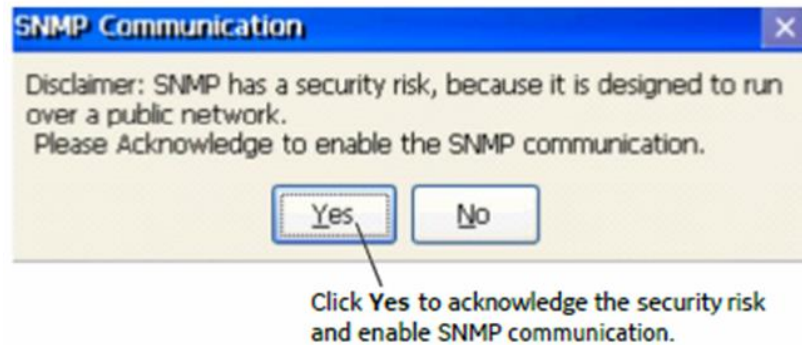 SNMP Communication
Disclaimer: SNMP has a security risk, because it is designed to run
over a public network.
Please Acknowledge to enable the SNMP communication.
Yes No
Click Yes to acknowledge the security risk
and enable SNMP communication.